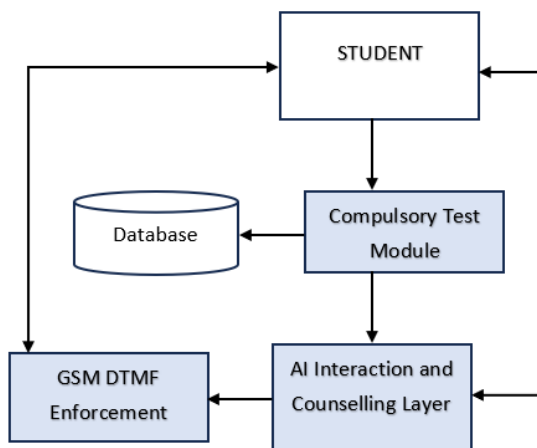 STUDENT
Compulsory Test
Module
Database
AI Interaction and
Counselling Layer
GSM DTMF
Enforcement